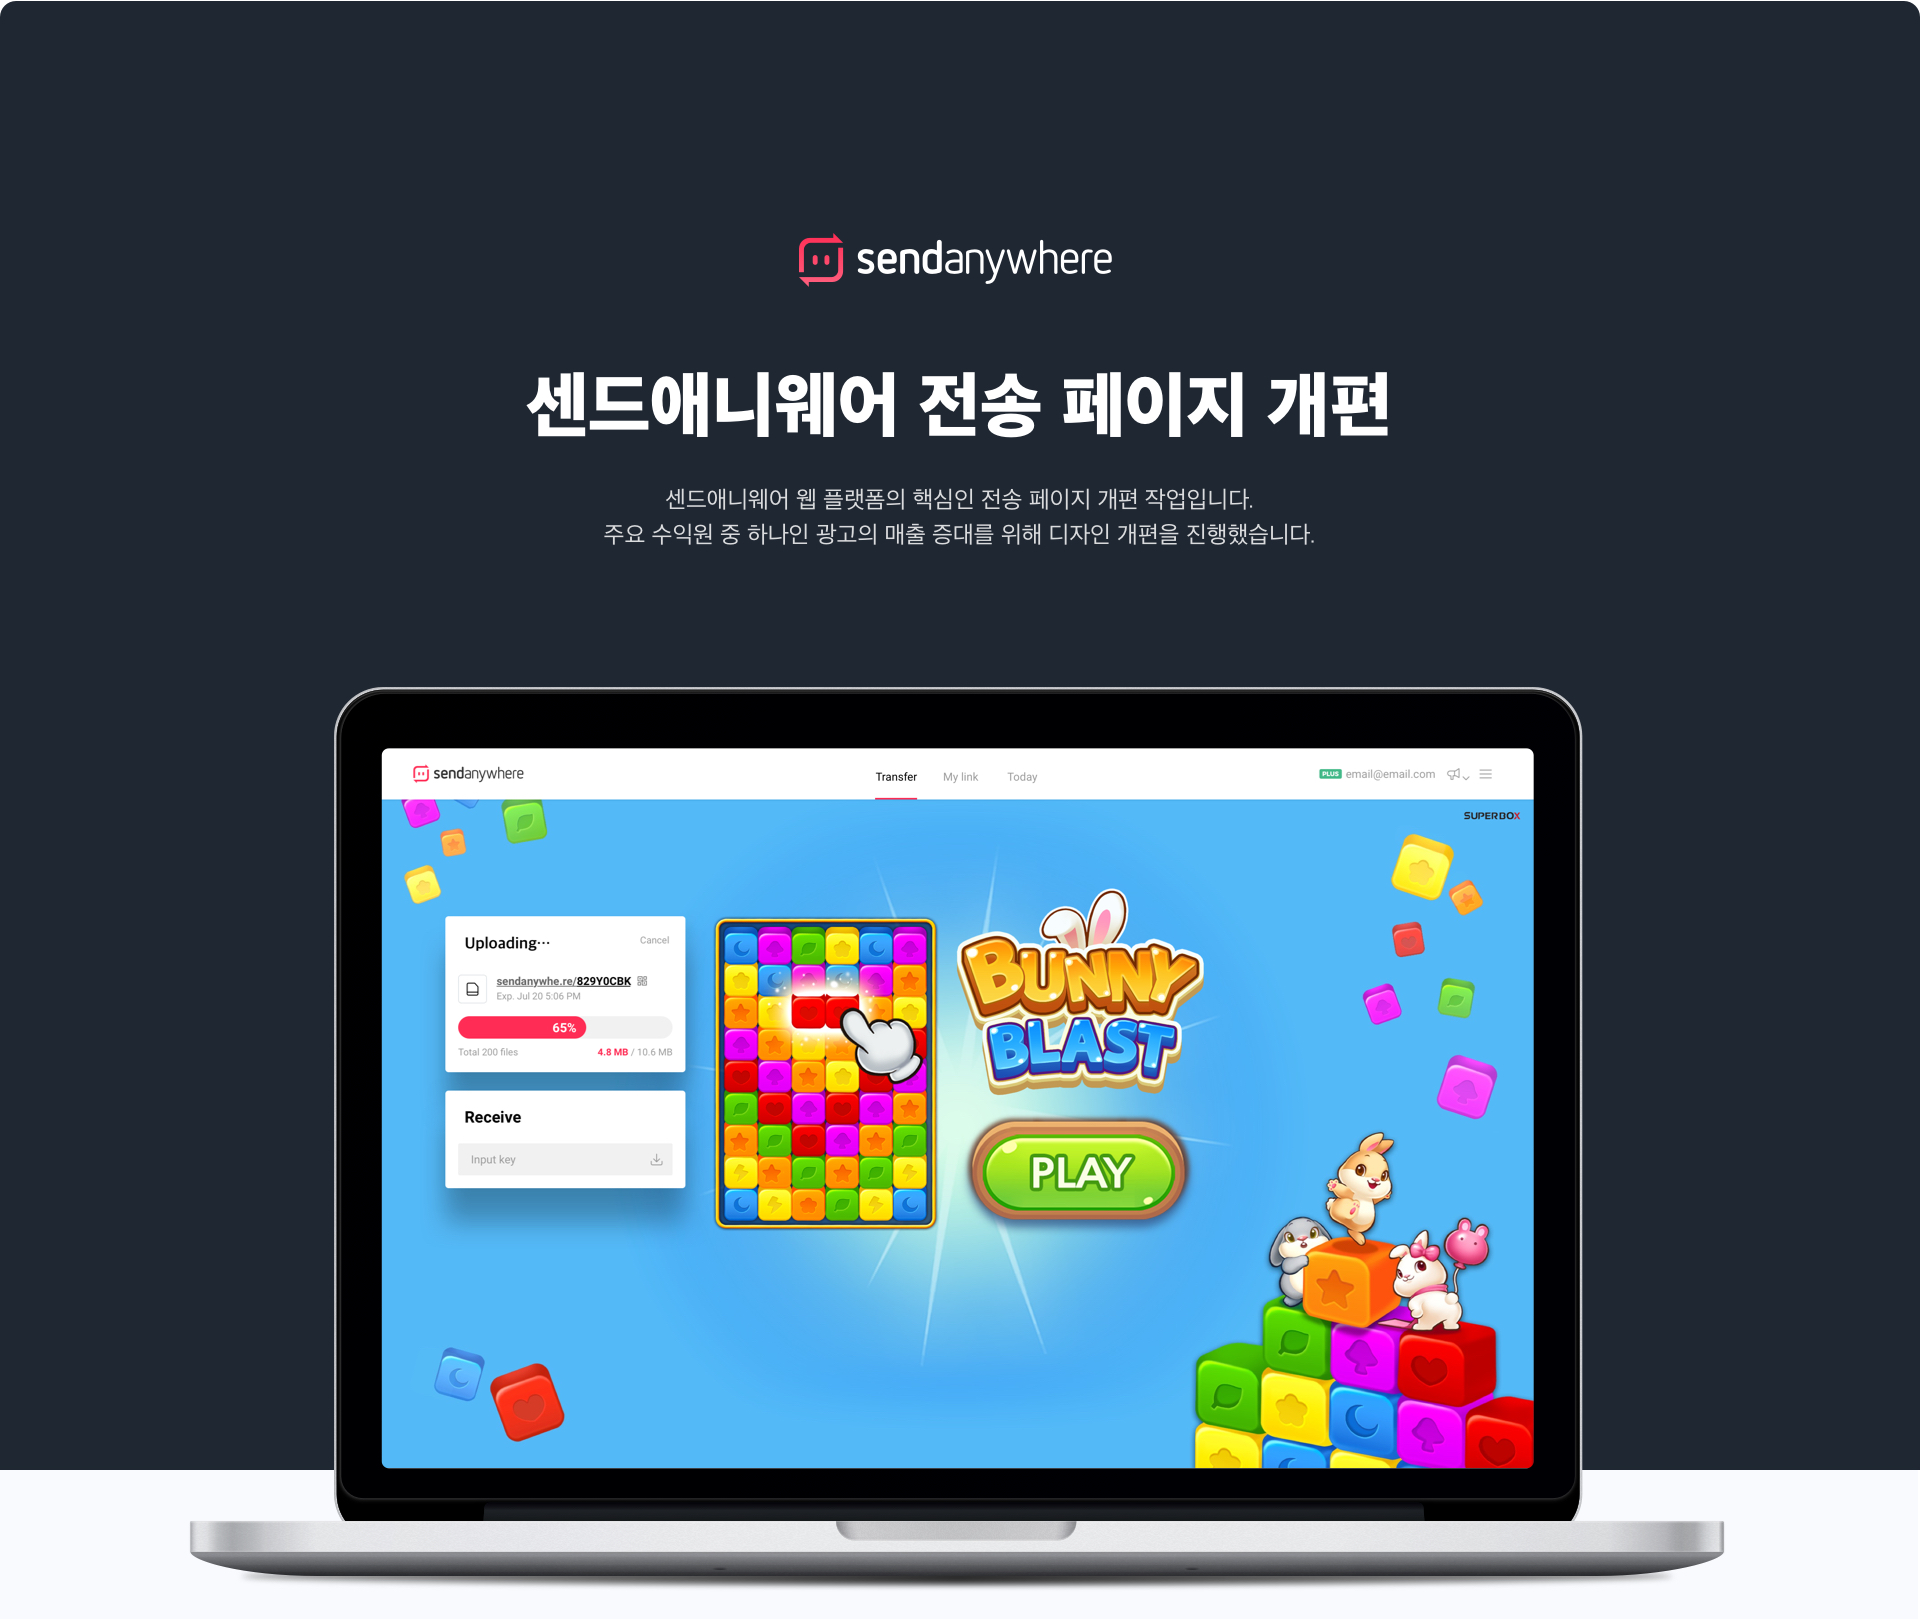 sendanywhere
센드애니웨어 전송 페이지 개편
센드애니웨어 웹 플랫폼의 핵심인 전송 페이지 개편 작업입니다.
주요 수익원 중 하나인 광고의 매출 증대를 위해 디자인 개편을 진행했습니다.
sendanywhere
Transfer My link Today
PLUS email@email.com
SUPERBOX
Uploading···
Cancel
sendanywhe.re/829Y0CBK
Exp. Jul 20 5:06 PM
65%
Total 200 files 4.8 MB / 10.6 MB
Receive
Input key
BUNNY
BLAST
PLAY